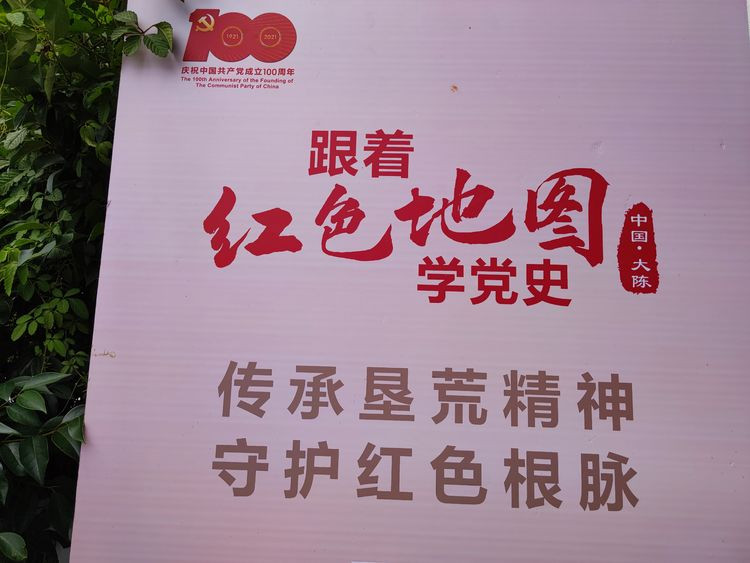 100
1921 2021
庆祝中国共产党成立100周年
The 100th Anniversary of the Founding of
The Communist Party of China
跟着
红色地图
学党史
中国·大陈
传承垦荒精神
守护红色根脉